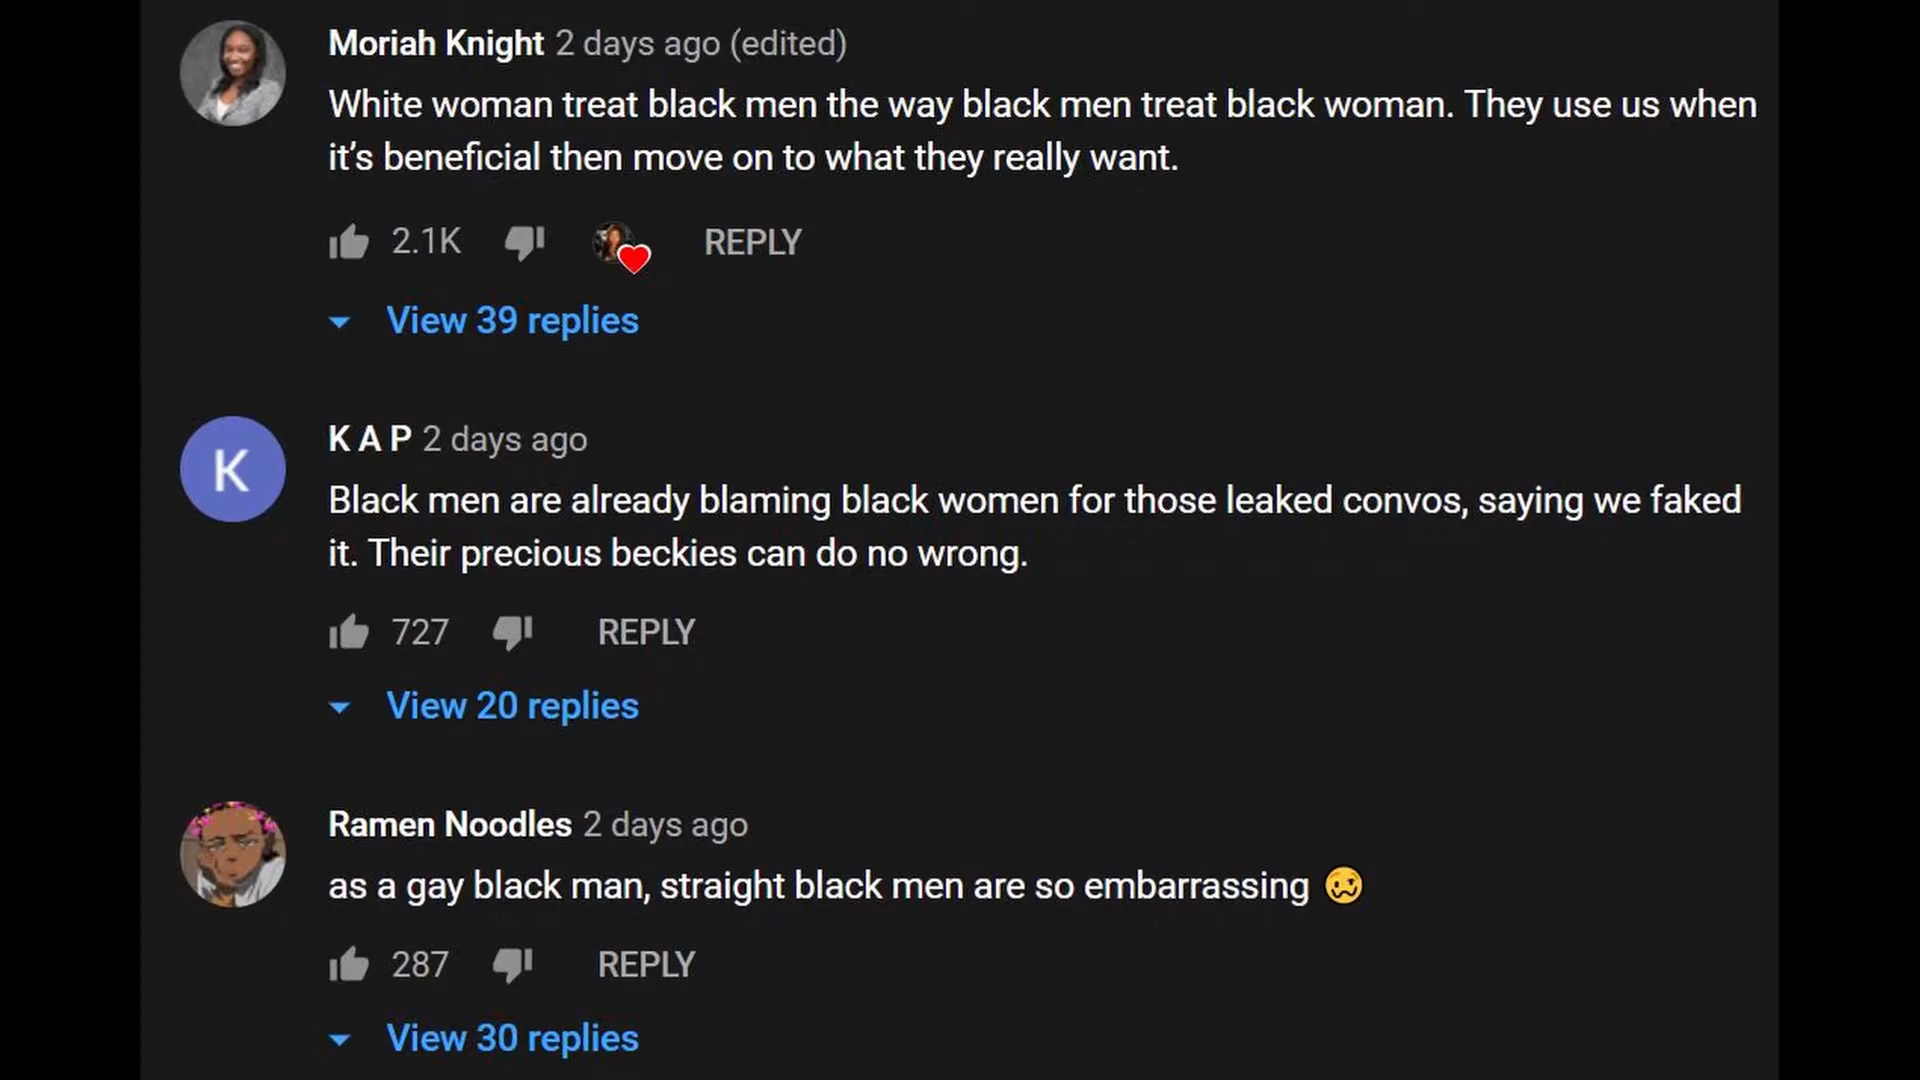 Moriah Knight 2 days ago (edited)
White woman treat black men the way black men treat black woman. They use us when
it’s beneficial then move on to what they really want.
2.1K REPLY
View 39 replies
K
K A P 2 days ago
Black men are already blaming black women for those leaked convos, saying we faked
it. Their precious beckies can do no wrong.
727 REPLY
View 20 replies
Ramen Noodles 2 days ago
as a gay black man, straight black men are so embarrassing 🥴
287 REPLY
View 30 replies